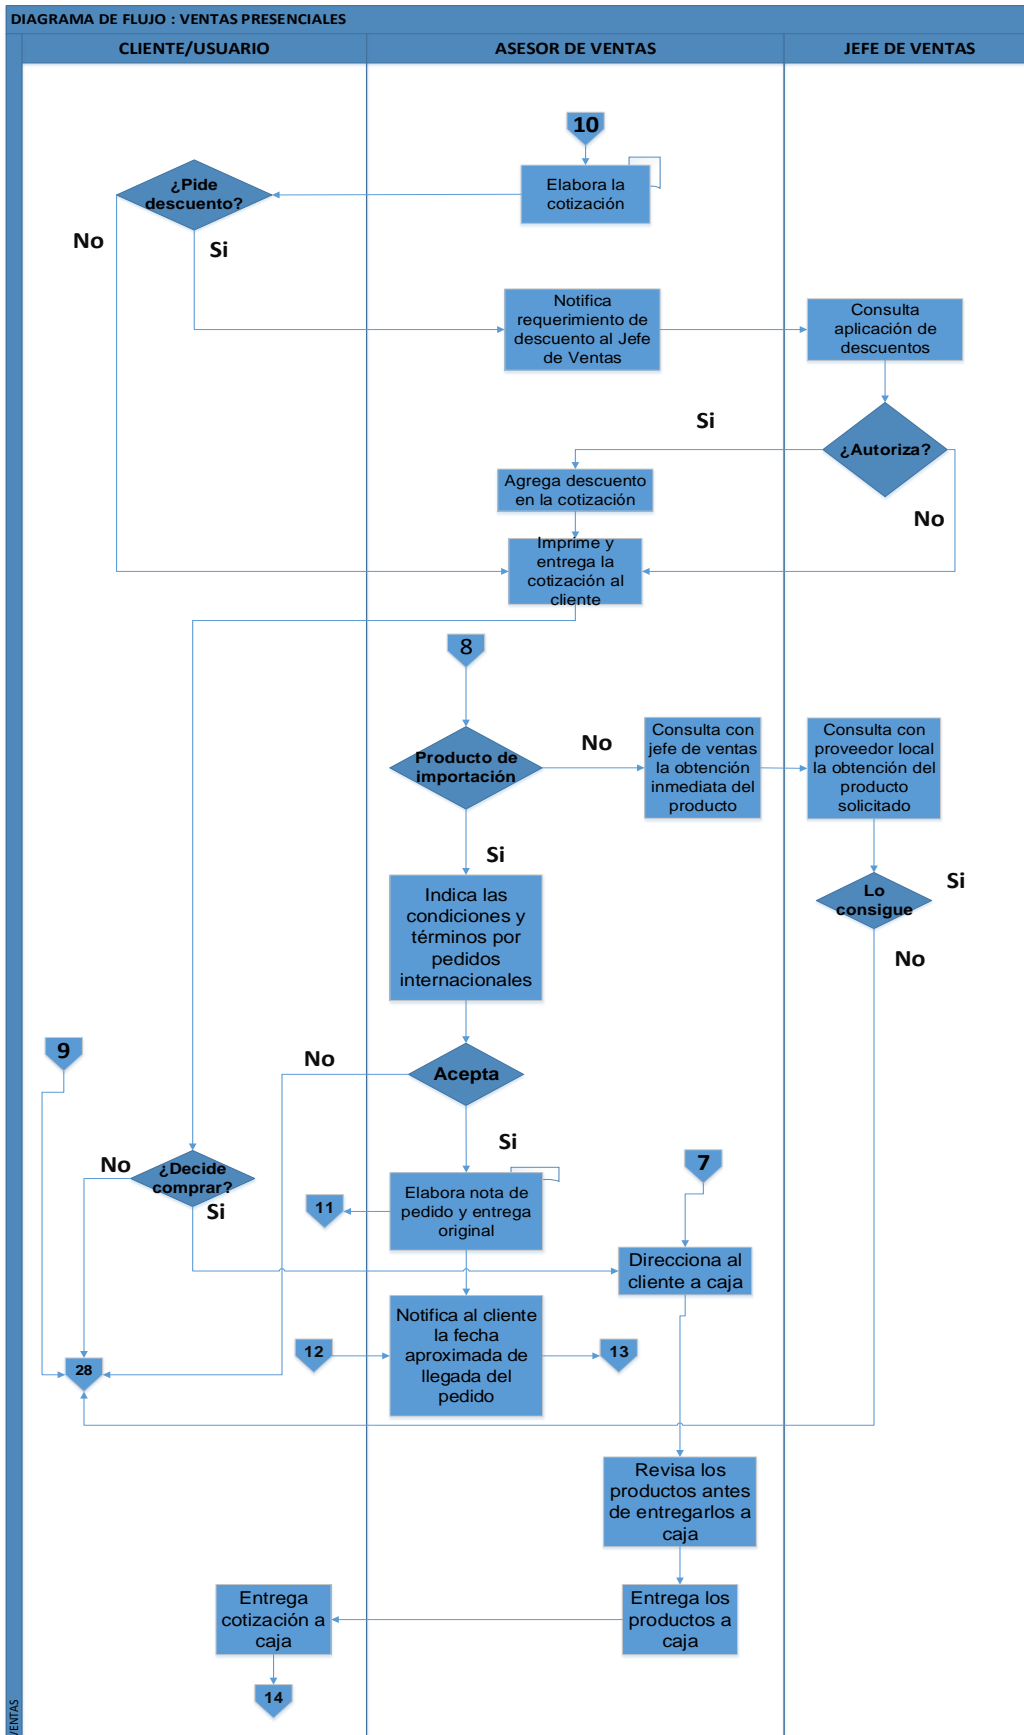 DIAGRAMA DE FLUJO : VENTAS PRESENCIALES
CLIENTE/USUARIO
ASESOR DE VENTAS
JEFE DE VENTAS
10
Elabora la
cotización
¿Pide
descuento?
No
Si
Notifica
requerimiento de
descuento al Jefe
de Ventas
Consulta
aplicación de
descuentos
Si
¿Autoriza?
No
Agrega descuento
en la cotización
Imprime y
entrega la
cotización al
cliente
8
Producto de
importación
No
Consulta con
jefe de ventas
la obtención
inmediata del
producto
Consulta con
proveedor local
la obtención del
producto
solicitado
Si
Lo
consigue
Si
No
Indica las
condiciones y
términos por
pedidos
internacionales
9
No
Acepta
Si
7
No
¿Decide
comprar?
Si
11
Elabora nota de
pedido y entrega
original
Direcciona al
cliente a caja
12
Notifica al cliente
la fecha
aproximada de
llegada del
pedido
13
28
Revisa los
productos antes
de entregarlos a
caja
Entrega
cotización a
caja
Entrega los
productos a
caja
14
VENTAS